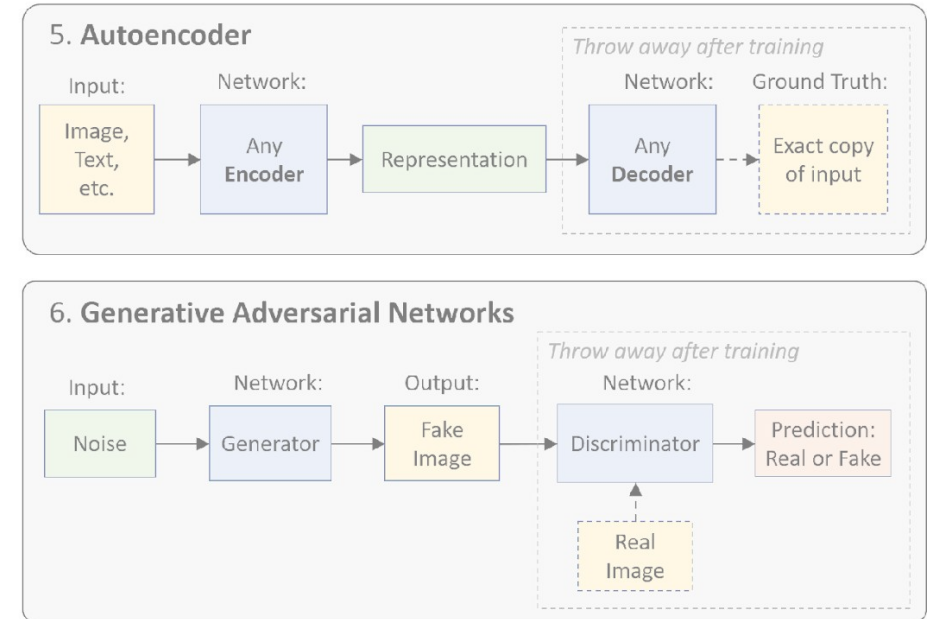 5. Autoencoder
Throw away after training
Input:
Network:
Network:
Ground Truth:
Image,
Text,
etc.
Any
Encoder
Representation
Any
Decoder
Exact copy
of input
6. Generative Adversarial Networks
Throw away after training
Input:
Network:
Output:
Network:
Noise
Generator
Fake
Image
Discriminator
Prediction:
Real or Fake
Real
Image